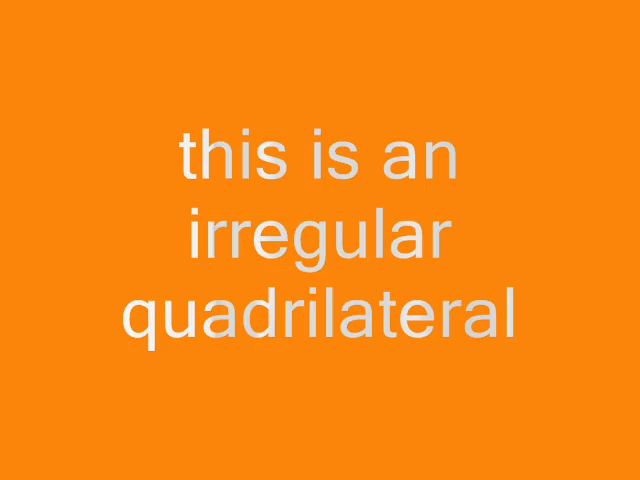 this is an
irregular
quadrilateral